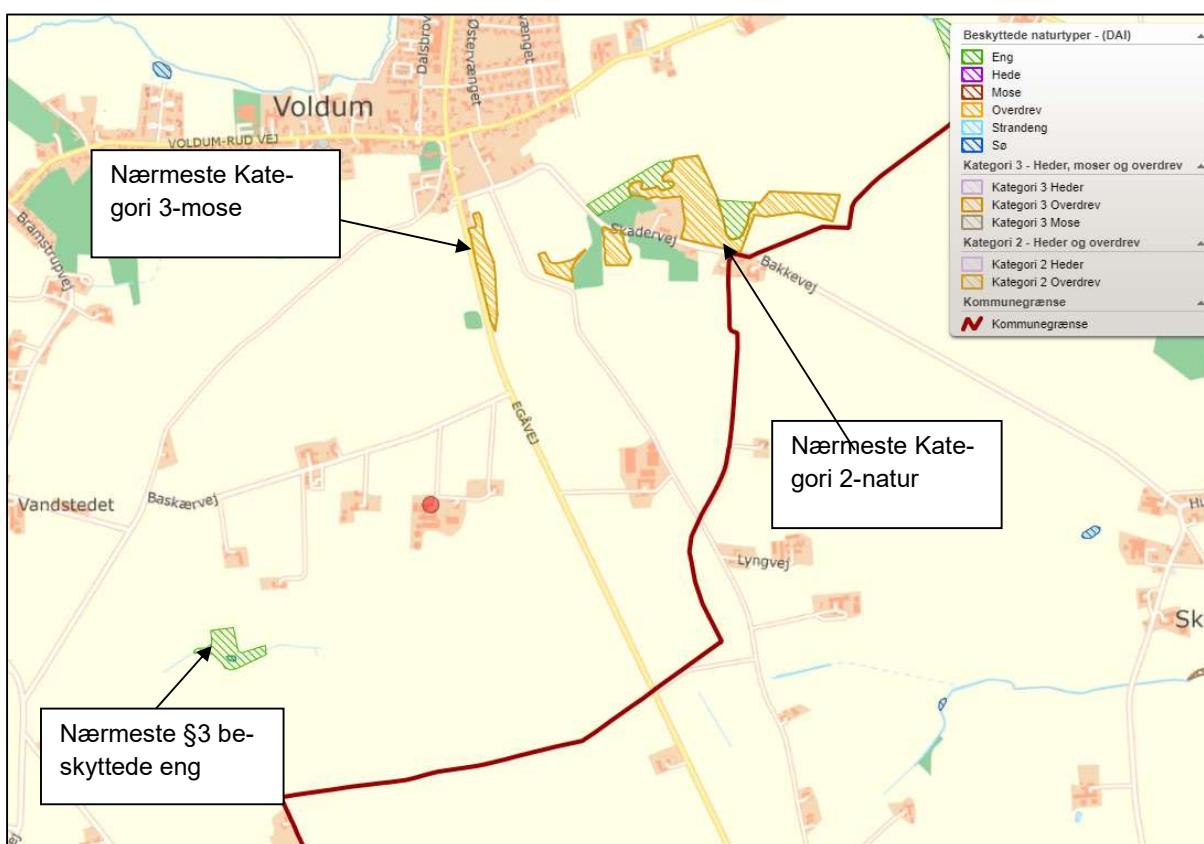 Dalsbrov
Østervænget
vænget
Voldum
VOLDUM-RUD VEJ
Nærmeste Kate-
gori 3-mose
Bramstrupvej
Skadervej
Bakkevej
EGÅVEJ
Nærmeste Kate-
gori 2-natur
Vandstedet
Baskærvej
Lyngvej
Hu
Sk
Nærmeste §3 be-
skyttede eng
ej
Beskyttede naturtyper - (DAI)
Eng
Hede
Mose
Overdrev
Strandeng
Sø
Kategori 3 - Heder, moser og overdrev
Kategori 3 Heder
Kategori 3 Overdrev
Kategori 3 Mose
Kategori 2 - Heder og overdrev
Kategori 2 Heder
Kategori 2 Overdrev
Kommunegrænse
Kommunegrænse